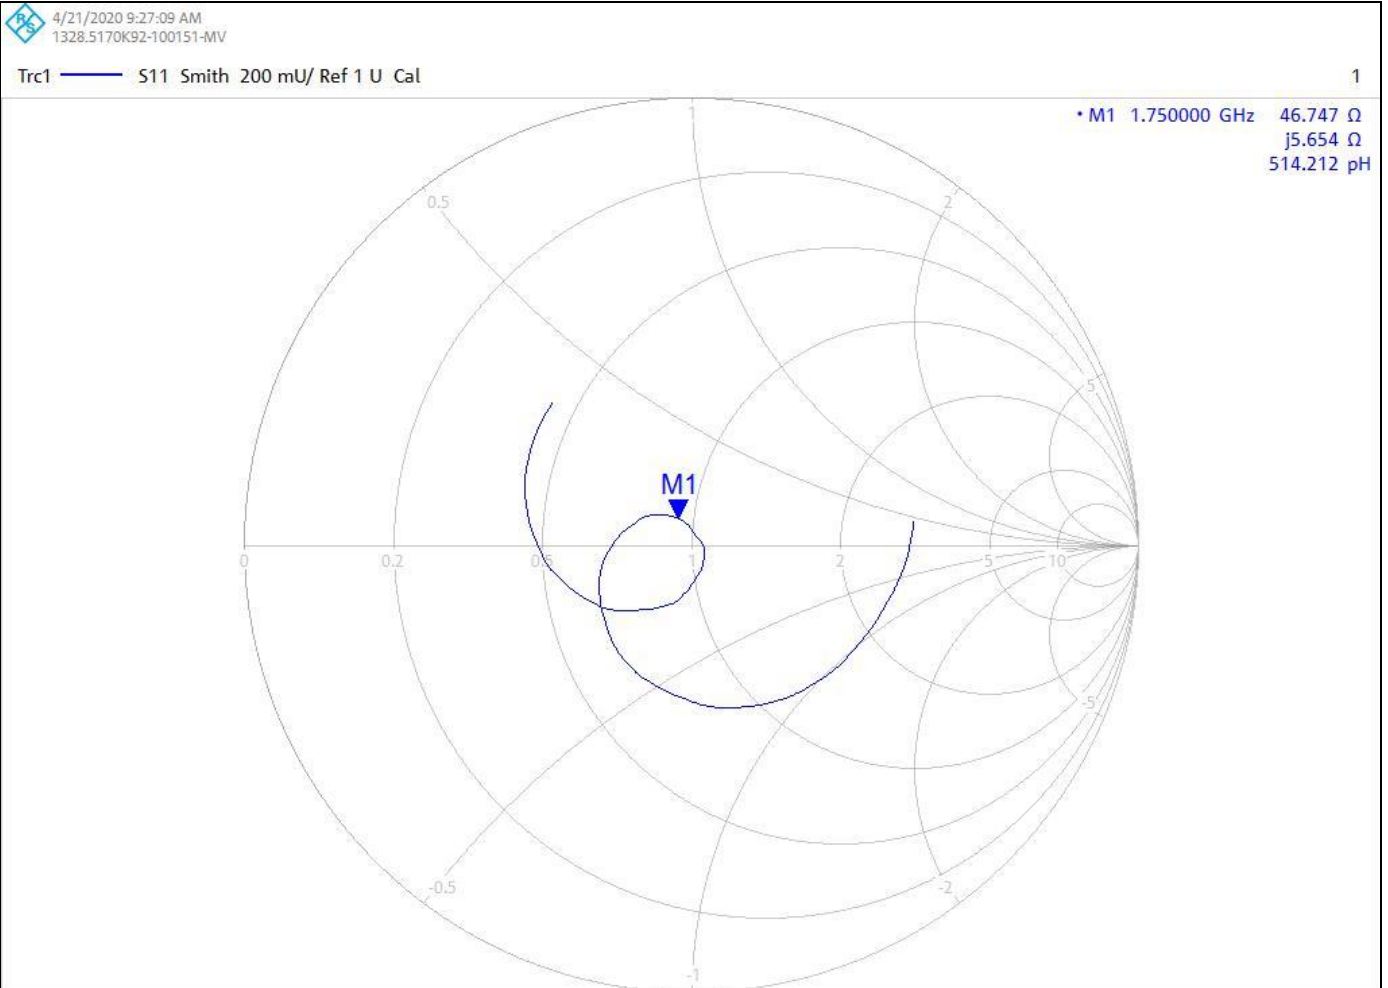 R&S
4/21/2020 9:27:09 AM
1328.5170K92-100151-MV
Trc1 S11 Smith 200 mU/ Ref 1 U Cal 1
• M1 1.750000 GHz 46.747 Ω
j5.654 Ω
514.212 pH
1
0.5 2
5
M1
0 0.2 0.5 1 2 5 10
-5
-0.5 -2
-1